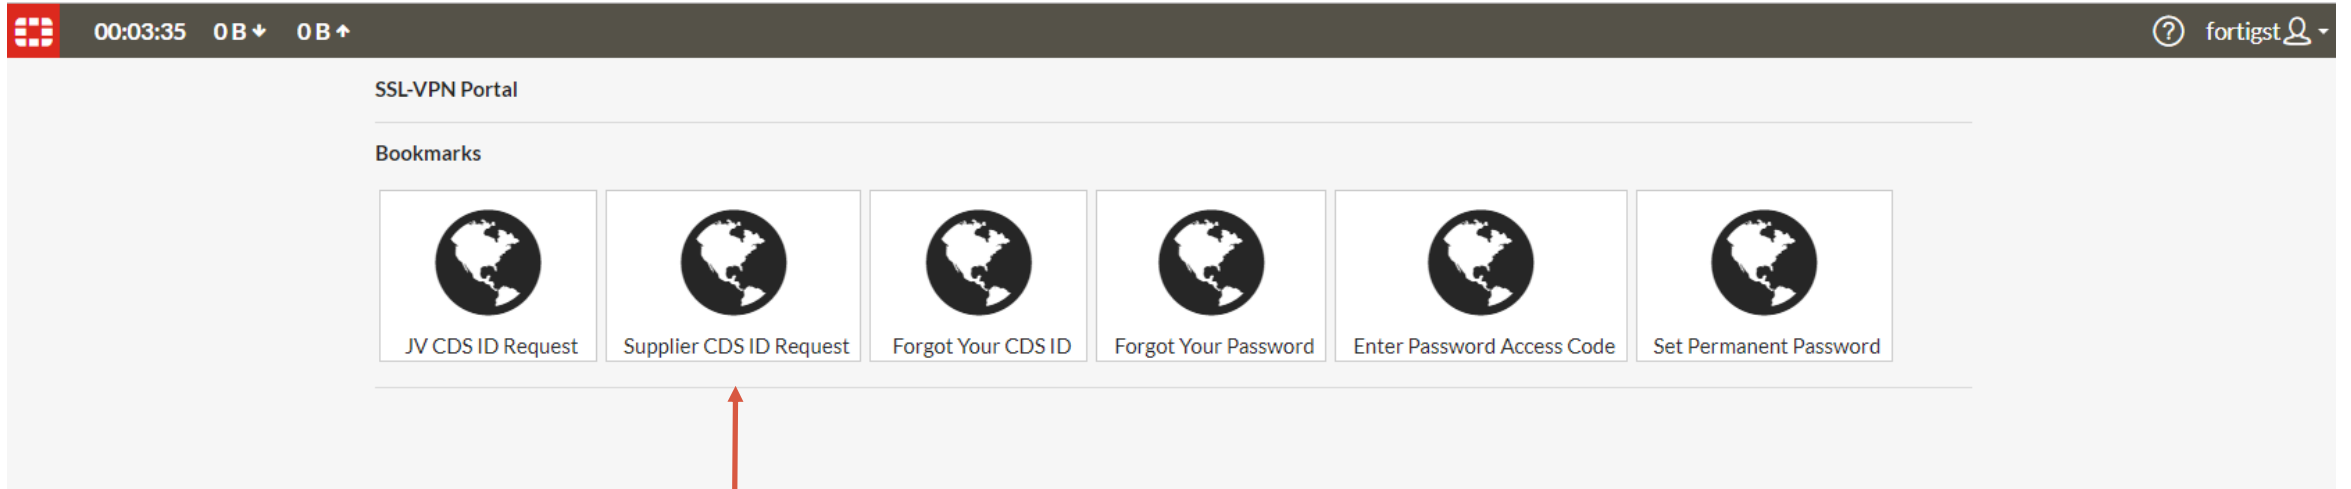 00:03:35 0 B 0 B fortigst
SSL-VPN Portal
Bookmarks
JV CDS ID Request Supplier CDS ID Request Forgot Your CDS ID Forgot Your Password Enter Password Access Code Set Permanent Password